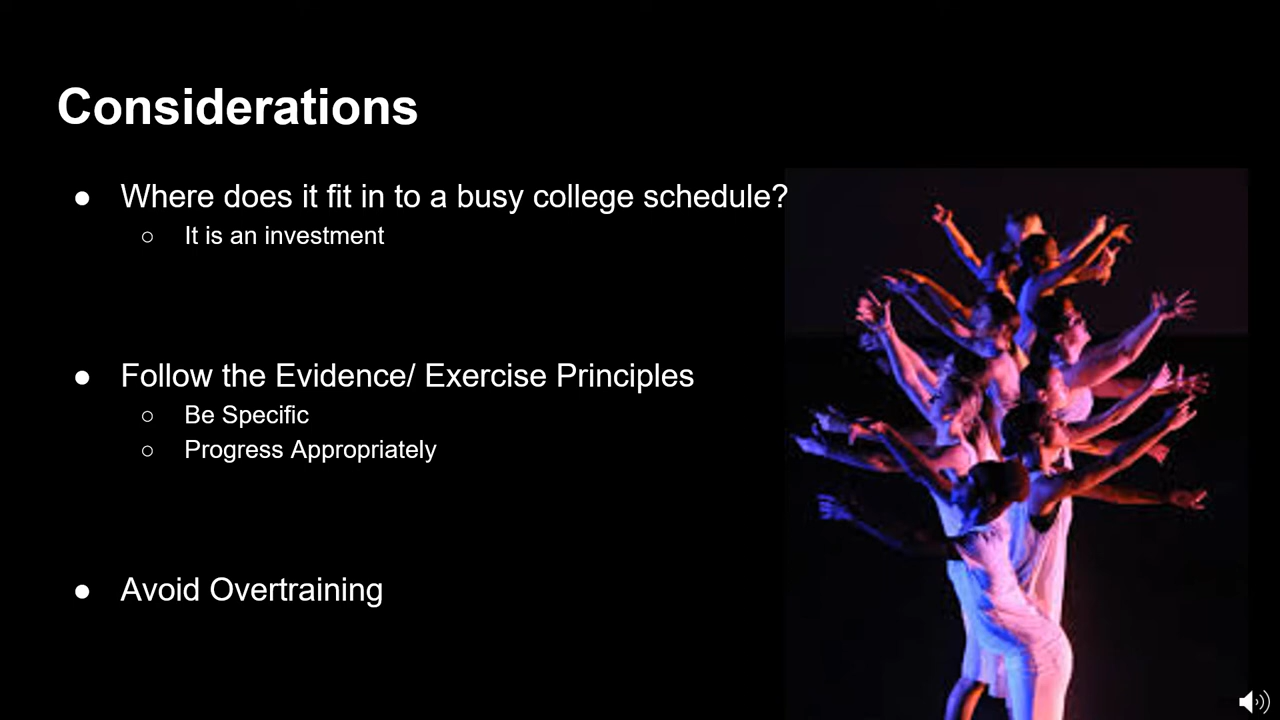 Considerations
● Where does it fit in to a busy college schedule?
○ It is an investment
● Follow the Evidence/ Exercise Principles
○ Be Specific
○ Progress Appropriately
● Avoid Overtraining